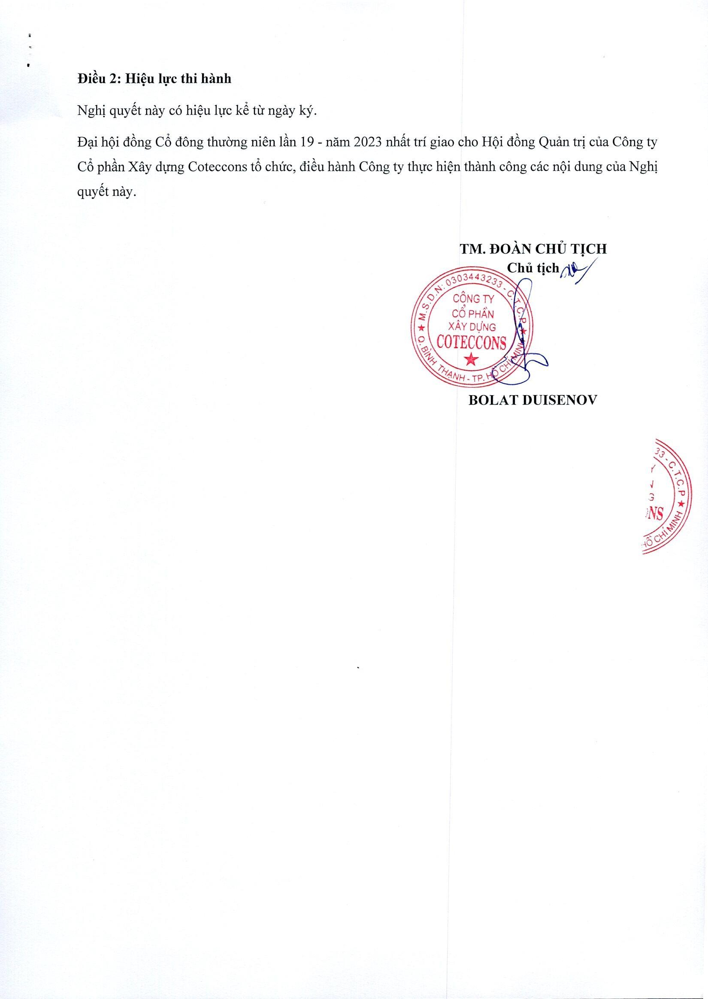 Điều 2: Hiệu lực thi hành
Nghị quyết này có hiệu lực kể từ ngày ký.
Đại hội đồng Cổ đông thường niên lần 19 - năm 2023 nhất trí giao cho Hội đồng Quản trị của Công ty
Cổ phần Xây dựng Coteccons tổ chức, điều hành Công ty thực hiện thành công các nội dung của Nghị
quyết này.
TM. ĐOÀN CHỦ TỊCH
Chủ tịch
M.S.D.N: 0303443233 - C.T.C.P
CÔNG TY
CỔ PHẦN
XÂY DỰNG
COTECCONS
Q. BÌNH THẠNH - TP. HỒ CHÍ MINH
BOLAT DUISENOV
33 - C.T.C.P
Y
G
NS
HỒ CHÍ MINH